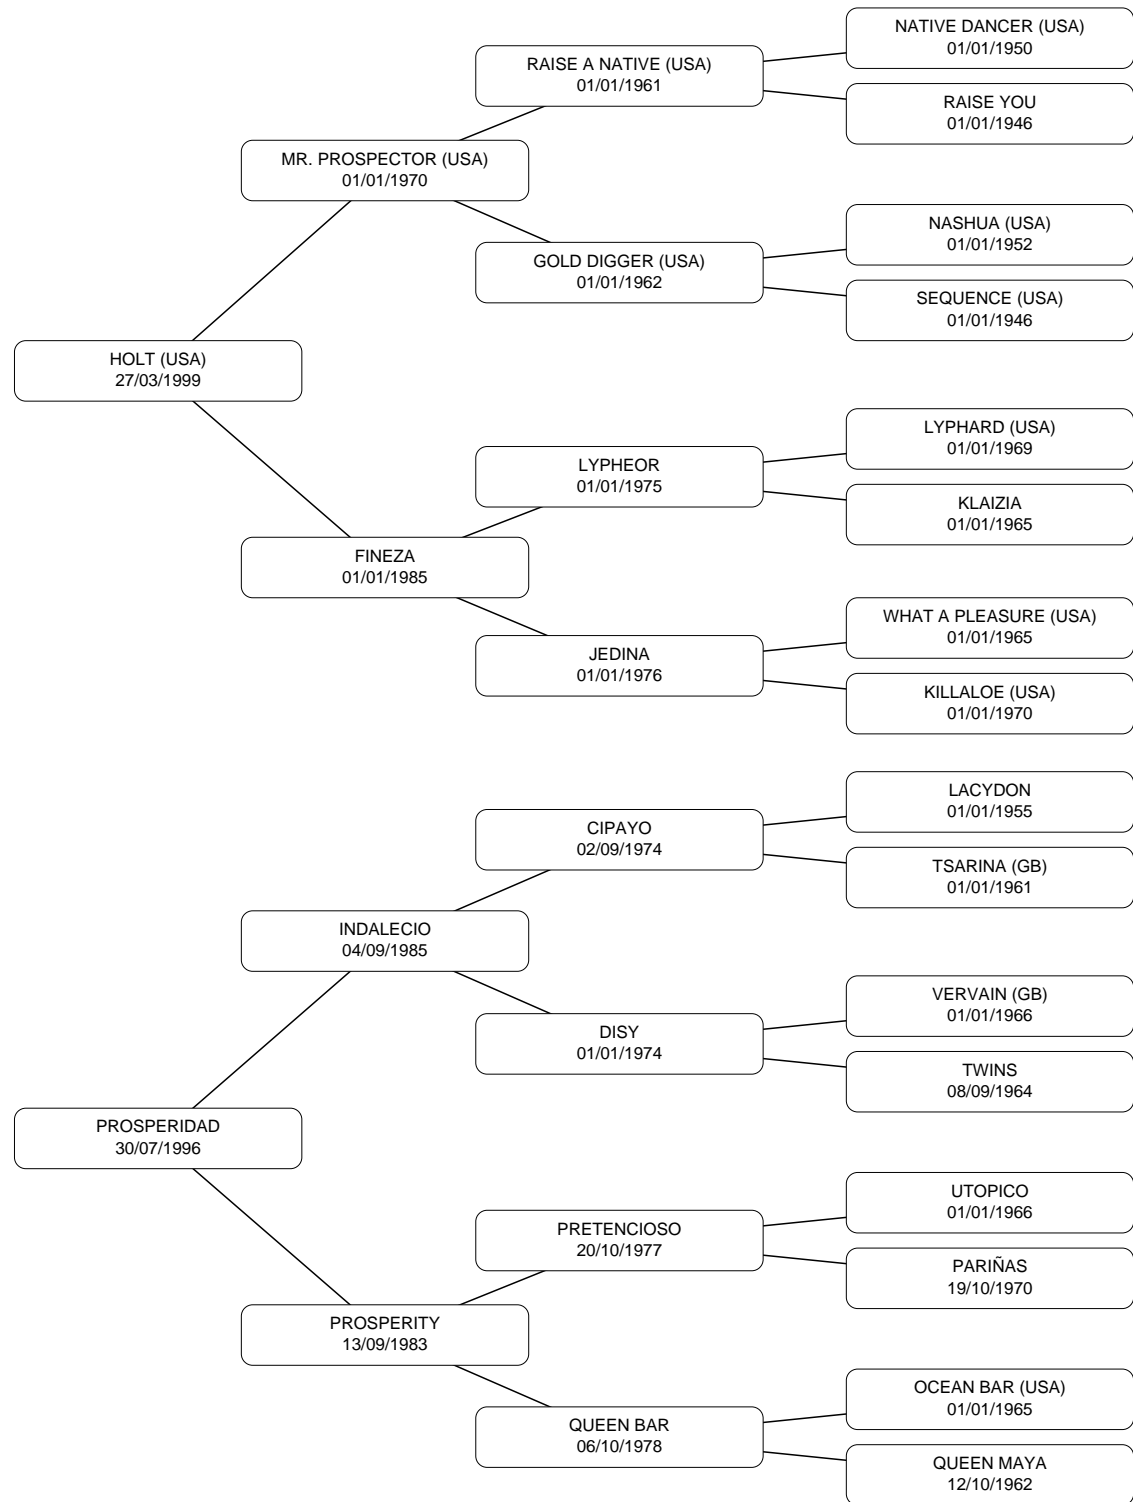 NATIVE DANCER (USA)
01/01/1950
RAISE A NATIVE (USA)
01/01/1961
RAISE YOU
01/01/1946
MR. PROSPECTOR (USA)
01/01/1970
NASHUA (USA)
01/01/1952
GOLD DIGGER (USA)
01/01/1962
SEQUENCE (USA)
01/01/1946
HOLT (USA)
27/03/1999
LYPHARD (USA)
01/01/1969
LYPHEOR
01/01/1975
KLAIZIA
01/01/1965
FINEZA
01/01/1985
WHAT A PLEASURE (USA)
01/01/1965
JEDINA
01/01/1976
KILLALOE (USA)
01/01/1970
LACYDON
01/01/1955
CIPAYO
02/09/1974
TSARINA (GB)
01/01/1961
INDALECIO
04/09/1985
VERVAIN (GB)
01/01/1966
DISY
01/01/1974
TWINS
08/09/1964
PROSPERIDAD
30/07/1996
UTOPICO
01/01/1966
PRETENCIOSO
20/10/1977
PARIÑAS
19/10/1970
PROSPERITY
13/09/1983
OCEAN BAR (USA)
01/01/1965
QUEEN BAR
06/10/1978
QUEEN MAYA
12/10/1962